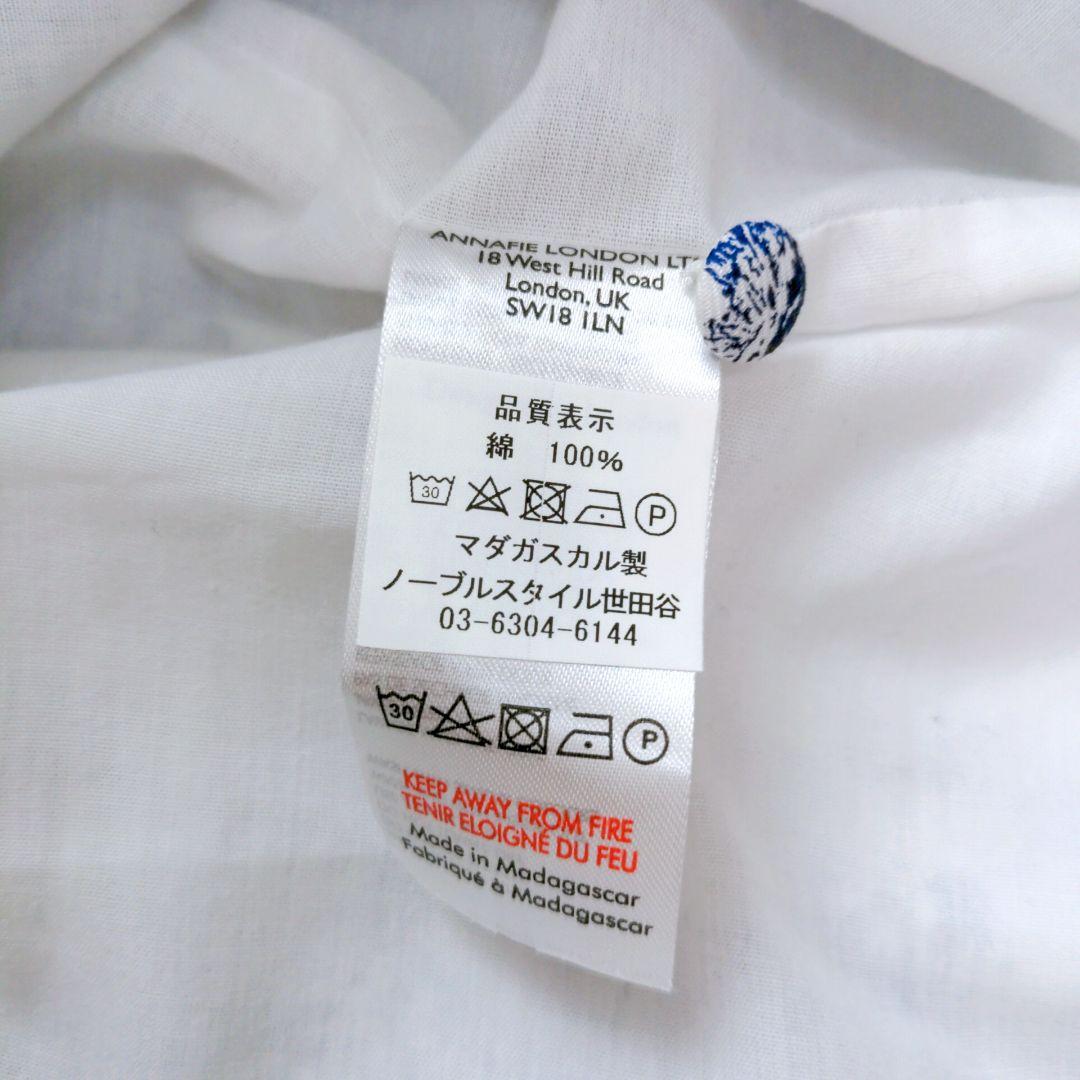 ANNAFIE LONDON LT
18 West Hill Road
London, UK
SW18 1LN
品質表示
綿 100%
30 P
マダガスカル製
ノーブルスタイル世田谷
03-6304-6144
30 P
KEEP AWAY FROM FIRE
TENIR ELOIGNÉ DU FEU
Made in Madagascar
Fabriqué à Madagascar